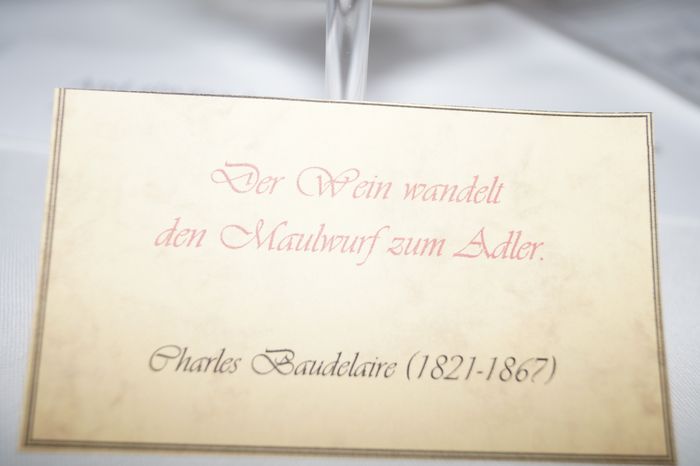 Der Wein wandelt
den Maulwurf zum Adler.
Charles Baudelaire (1821-1867)